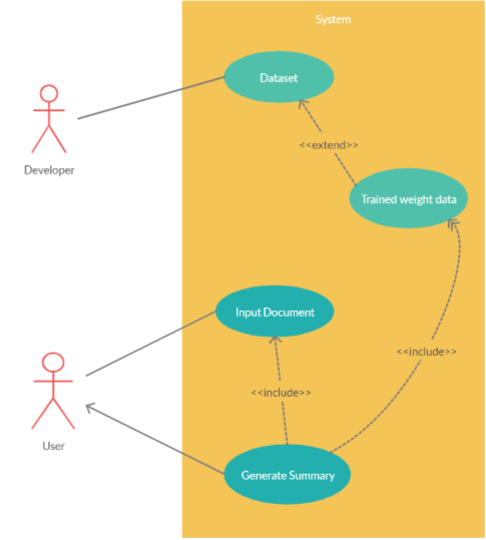 System
Dataset
Developer
<<extend>>
Trained weight data
Input Document
<<include>>
<<include>>
User
Generate Summary